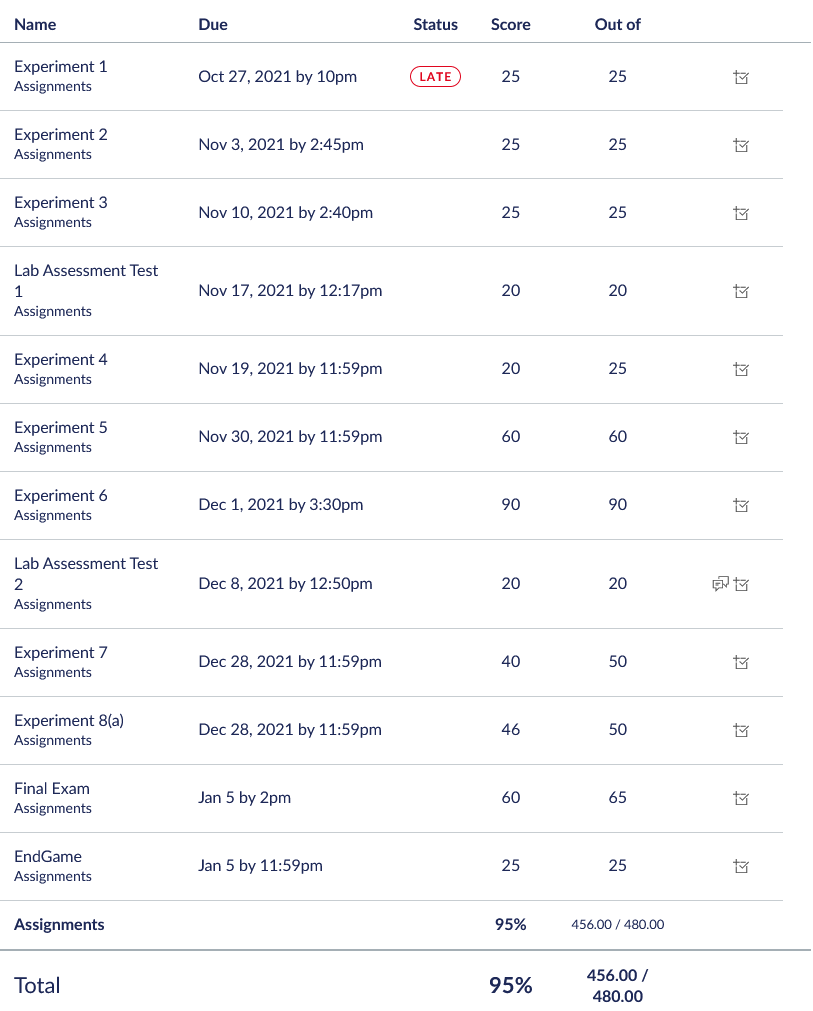 Name Due Status Score Out of
Experiment 1
Assignments
Oct 27, 2021 by 10pm LATE 25 25
Experiment 2
Assignments
Nov 3, 2021 by 2:45pm 25 25
Experiment 3
Assignments
Nov 10, 2021 by 2:40pm 25 25
Lab Assessment Test
1
Assignments
Nov 17, 2021 by 12:17pm 20 20
Experiment 4
Assignments
Nov 19, 2021 by 11:59pm 20 25
Experiment 5
Assignments
Nov 30, 2021 by 11:59pm 60 60
Experiment 6
Assignments
Dec 1, 2021 by 3:30pm 90 90
Lab Assessment Test
2
Assignments
Dec 8, 2021 by 12:50pm 20 20
Experiment 7
Assignments
Dec 28, 2021 by 11:59pm 40 50
Experiment 8(a)
Assignments
Dec 28, 2021 by 11:59pm 46 50
Final Exam
Assignments
Jan 5 by 2pm 60 65
EndGame
Assignments
Jan 5 by 11:59pm 25 25
Assignments 95% 456.00 / 480.00
Total 95% 456.00 /
480.00